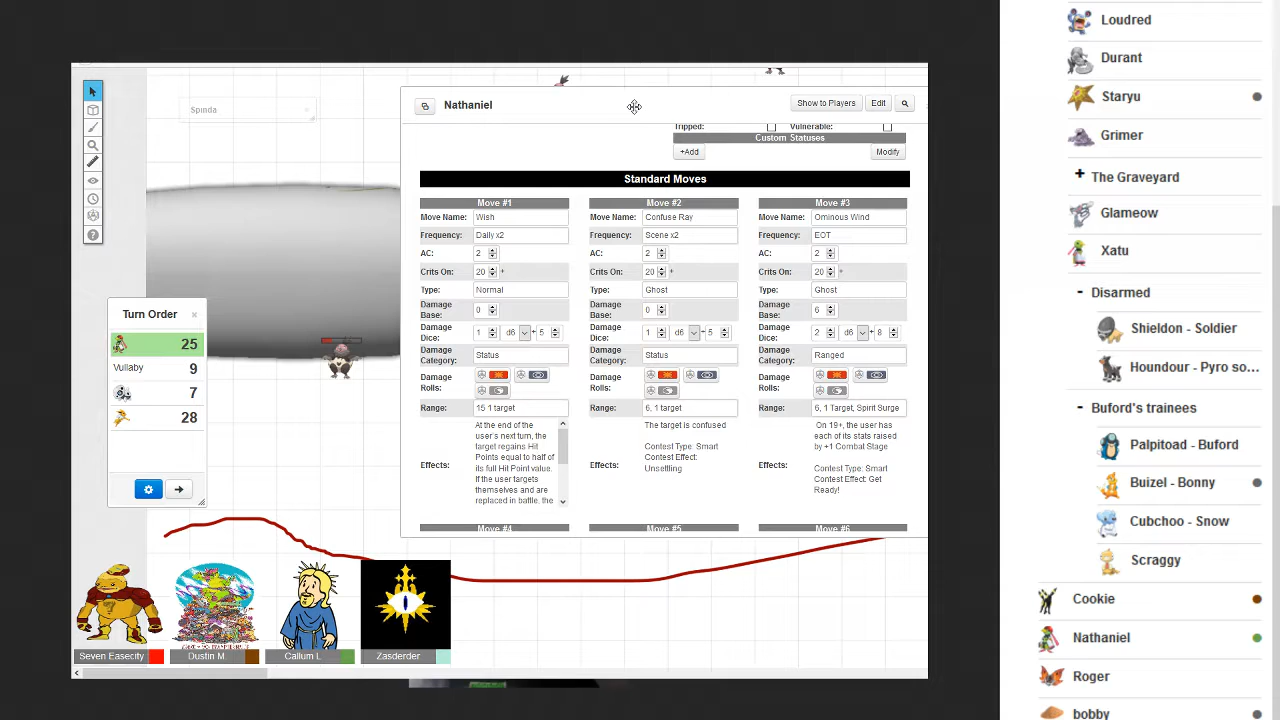 Spinda
Nathaniel
Show to Players
Edit
Tripped:
Vulnerable:
Custom Statuses
+Add
Modify
Standard Moves
Move #1
Move Name: Wish
Frequency: Daily x2
AC: 2
Crits On: 20 +
Type: Normal
Damage Base: 0
Damage Dice: 1 d6 + 5
Damage Category: Status
Damage Rolls:
Range: 15 1 target
Effects:
At the end of the
user's next turn, the
target regains Hit
Points equal to half of
its full Hit Point value.
If the user targets
themselves and are
replaced in battle, the
Move #2
Move Name: Confuse Ray
Frequency: Scene x2
AC: 2
Crits On: 20 +
Type: Ghost
Damage Base: 0
Damage Dice: 1 d6 + 5
Damage Category: Status
Damage Rolls:
Range: 6, 1 target
Effects:
The target is confused
Contest Type: Smart
Contest Effect:
Unsettling
Move #3
Move Name: Ominous Wind
Frequency: EOT
AC: 2
Crits On: 20 +
Type: Ghost
Damage Base: 6
Damage Dice: 2 d6 + 8
Damage Category: Ranged
Damage Rolls:
Range: 6, 1 Target, Spirit Surge
Effects:
On 19+, the user has
each of its stats raised
by +1 Combat Stage
Contest Type: Smart
Contest Effect: Get
Ready!
Move #4
Move #5
Move #6
Turn Order
25
Vullaby 9
7
28
Seven Easecity
Dustin M.
Callum L.
Zasderder
Loudred
Durant
Staryu
Grimer
+ The Graveyard
Glameow
Xatu
- Disarmed
Shieldon - Soldier
Houndour - Pyro so...
- Buford's trainees
Palpitoad - Buford
Buizel - Bonny
Cubchoo - Snow
Scraggy
Cookie
Nathaniel
Roger
bobby